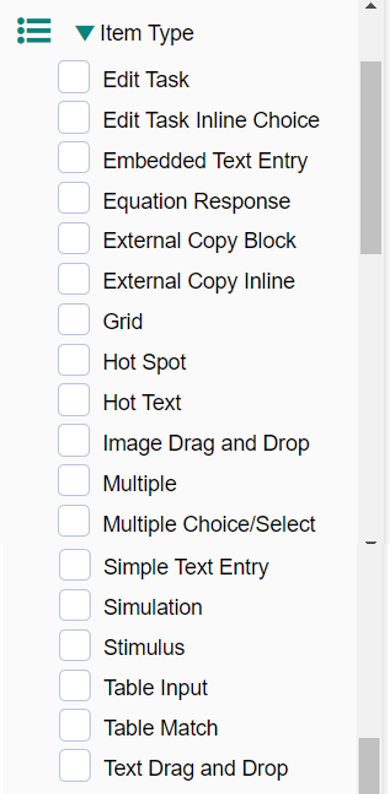 Item Type
Edit Task
Edit Task Inline Choice
Embedded Text Entry
Equation Response
External Copy Block
External Copy Inline
Grid
Hot Spot
Hot Text
Image Drag and Drop
Multiple
Multiple Choice/Select
Simple Text Entry
Simulation
Stimulus
Table Input
Table Match
Text Drag and Drop